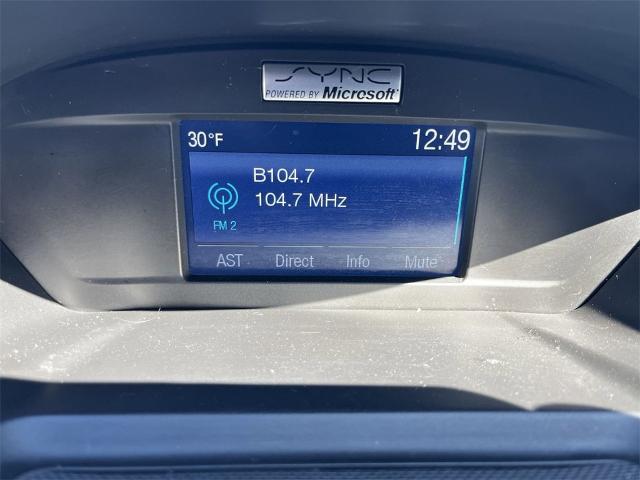 SYNC
POWERED BY Microsoft
30°F 12:49
B104.7
104.7 MHz
FM 2
AST Direct Info Mute